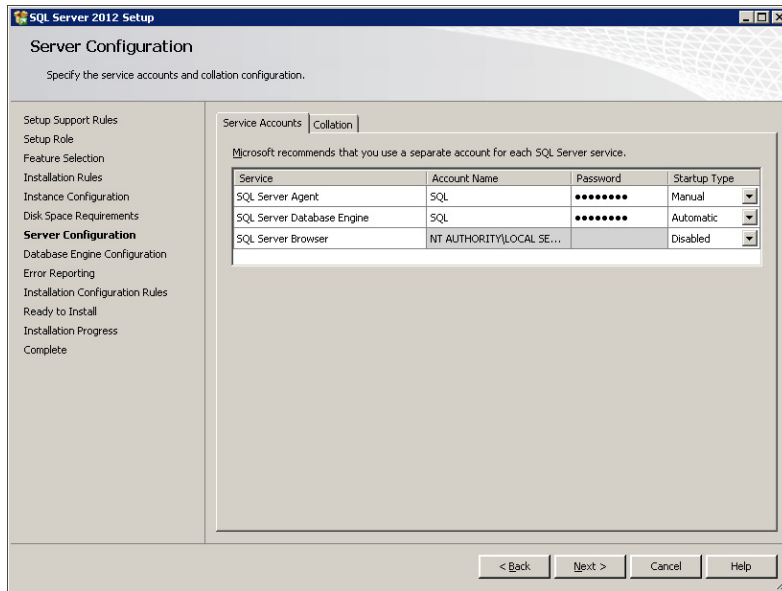 SQL Server 2012 Setup
Server Configuration
Specify the service accounts and collation configuration.
Setup Support Rules
Setup Role
Feature Selection
Installation Rules
Instance Configuration
Disk Space Requirements
Server Configuration
Database Engine Configuration
Error Reporting
Installation Configuration Rules
Ready to Install
Installation Progress
Complete
Service Accounts Collation
Microsoft recommends that you use a separate account for each SQL Server service.
Service Account Name Password Startup Type
SQL Server Agent SQL ●●●●●●●● Manual
SQL Server Database Engine SQL ●●●●●●●● Automatic
SQL Server Browser NT AUTHORITY\LOCAL SE... Disabled
< Back Next > Cancel Help